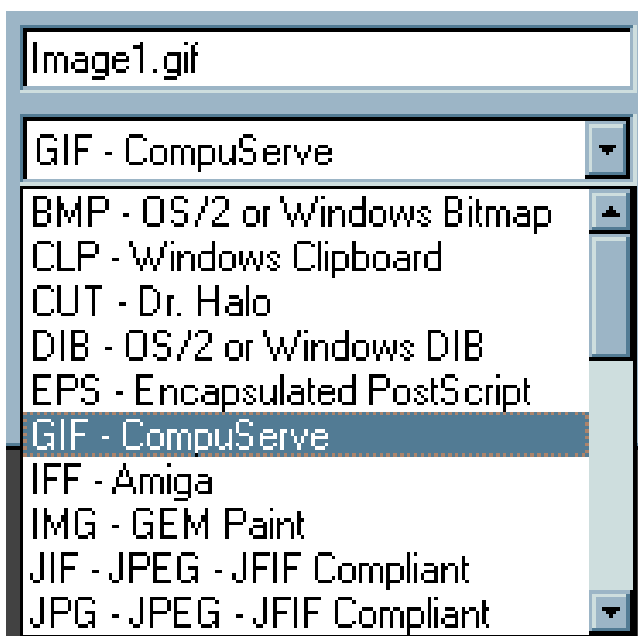 Image1.gif
GIF - CompuServe
BMP - OS/2 or Windows Bitmap
CLP - Windows Clipboard
CUT - Dr. Halo
DIB - OS/2 or Windows DIB
EPS - Encapsulated PostScript
GIF - CompuServe
IFF - Amiga
IMG - GEM Paint
JIF - JPEG - JFIF Compliant
JPG - JPEG - JFIF Compliant